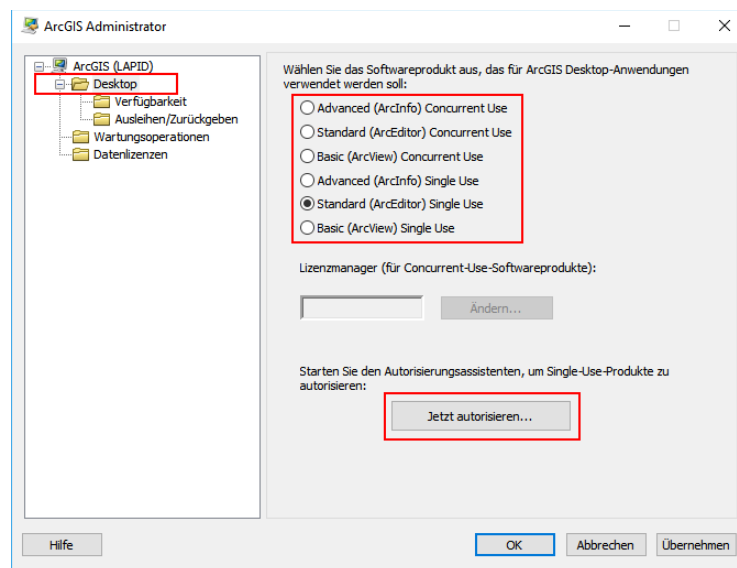 ArcGIS Administrator
ArcGIS (LAPID)
Desktop
Verfügbarkeit
Ausleihen/Zurückgeben
Wartungsoperationen
Datenlizenzen
Wählen Sie das Softwareprodukt aus, das für ArcGIS Desktop-Anwendungen
verwendet werden soll:
Advanced (ArcInfo) Concurrent Use
Standard (ArcEditor) Concurrent Use
Basic (ArcView) Concurrent Use
Advanced (ArcInfo) Single Use
Standard (ArcEditor) Single Use
Basic (ArcView) Single Use
Lizenzmanager (für Concurrent-Use-Softwareprodukte):
Ändern...
Starten Sie den Autorisierungsassistenten, um Single-Use-Produkte zu
autorisieren:
Jetzt autorisieren...
Hilfe
OK
Abbrechen
Übernehmen